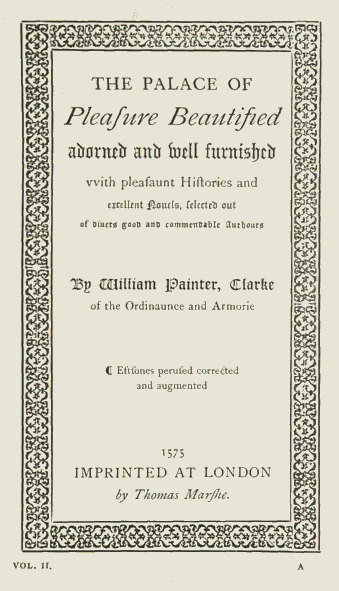 THE PALACE OF
Pleaſure Beautified
adorned and well furniſhed
vvith pleaſaunt Hiſtories and
excellent Nouels, ſelected out
of diuers good and commendable Authours
By William Painter, Clarke
of the Ordinaunce and Armorie
⁌ Eftſones peruſed corrected
and augmented
1575
IMPRINTED AT LONDON
by Thomas Marſhe.
VOL. II. A